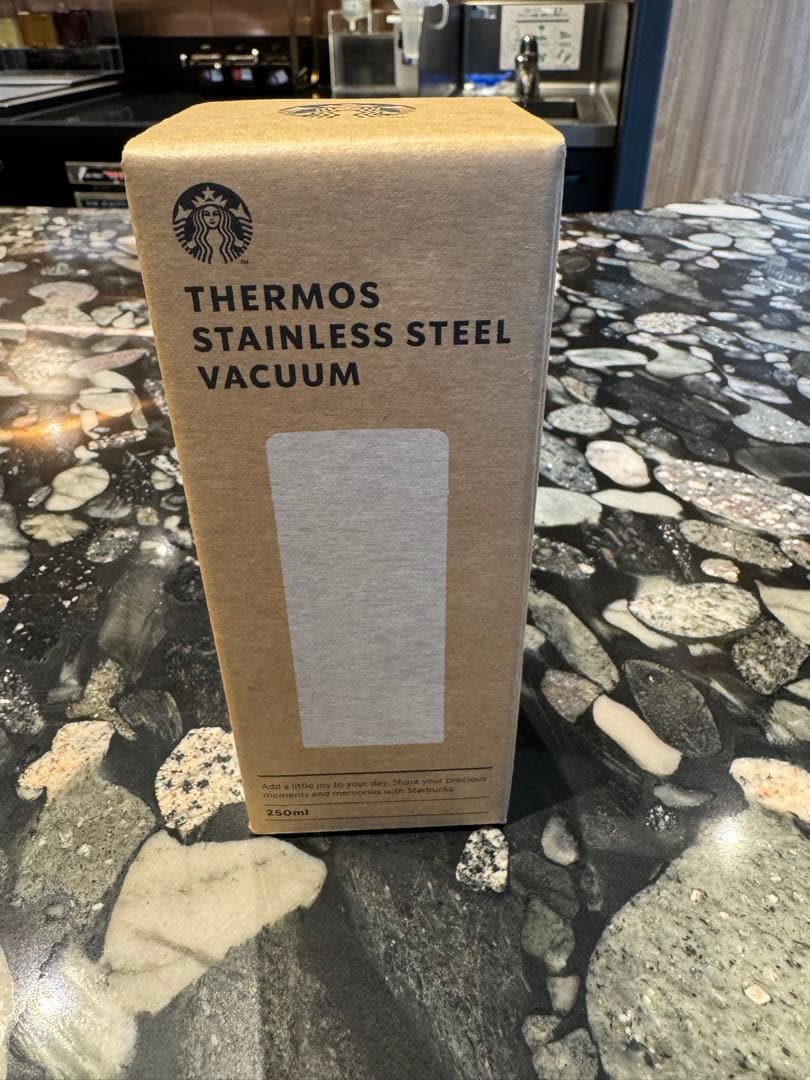 TM
THERMOS
STAINLESS STEEL
VACUUM
Add a little joy to your day. Share your precious
moments and memories with Starbucks.
250ml